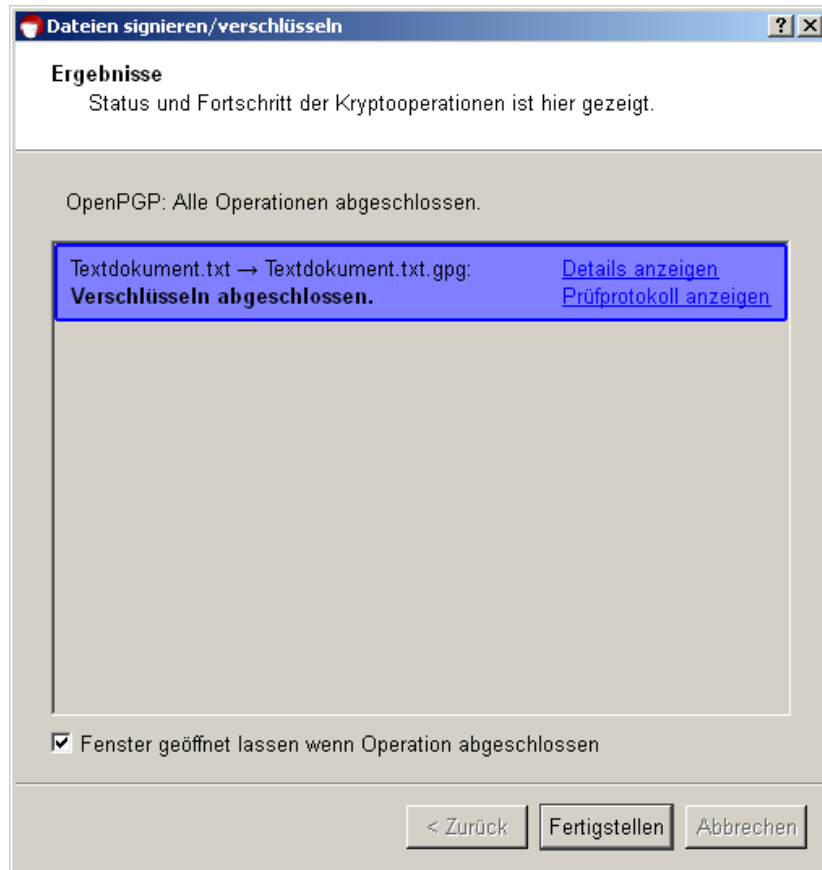 Dateien signieren/verschlüsseln
Ergebnisse
Status und Fortschritt der Kryptooperationen ist hier gezeigt.
OpenPGP: Alle Operationen abgeschlossen.
Textdokument.txt → Textdokument.txt.gpg: Details anzeigen
Verschlüsseln abgeschlossen. Prüfprotokoll anzeigen
Fenster geöffnet lassen wenn Operation abgeschlossen
< Zurück Fertigstellen Abbrechen